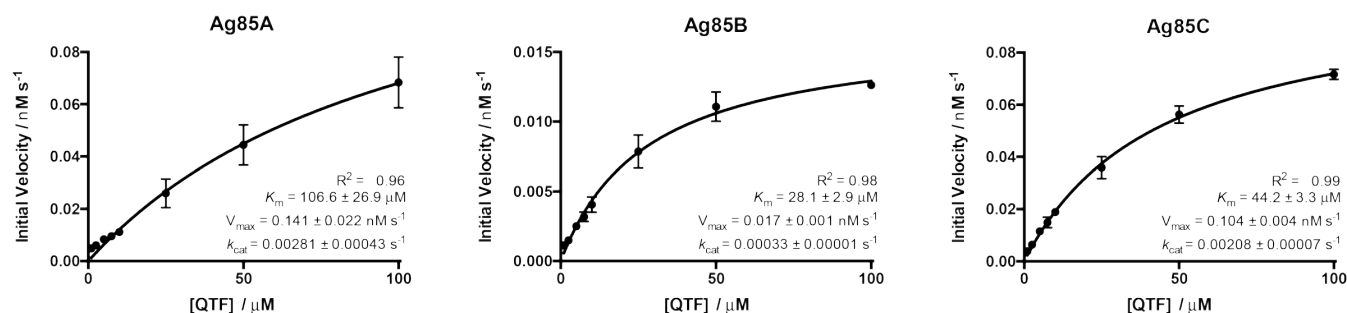 Ag85A
Initial Velocity / nM s⁻¹
0.08
0.06
0.04
0.02
0.00
0
50
100
[QTF] / μM
R² = 0.96
Kₘ = 106.6 ± 26.9 μM
Vmax = 0.141 ± 0.022 nM s⁻¹
kcat = 0.00281 ± 0.00043 s⁻¹
Ag85B
Initial Velocity / nM s⁻¹
0.015
0.010
0.005
0.000
0
50
100
[QTF] / μM
R² = 0.98
Kₘ = 28.1 ± 2.9 μM
Vmax = 0.017 ± 0.001 nM s⁻¹
kcat = 0.00033 ± 0.00001 s⁻¹
Ag85C
Initial Velocity / nM s⁻¹
0.08
0.06
0.04
0.02
0.00
0
50
100
[QTF] / μM
R² = 0.99
Kₘ = 44.2 ± 3.3 μM
Vmax = 0.104 ± 0.004 nM s⁻¹
kcat = 0.00208 ± 0.00007 s⁻¹